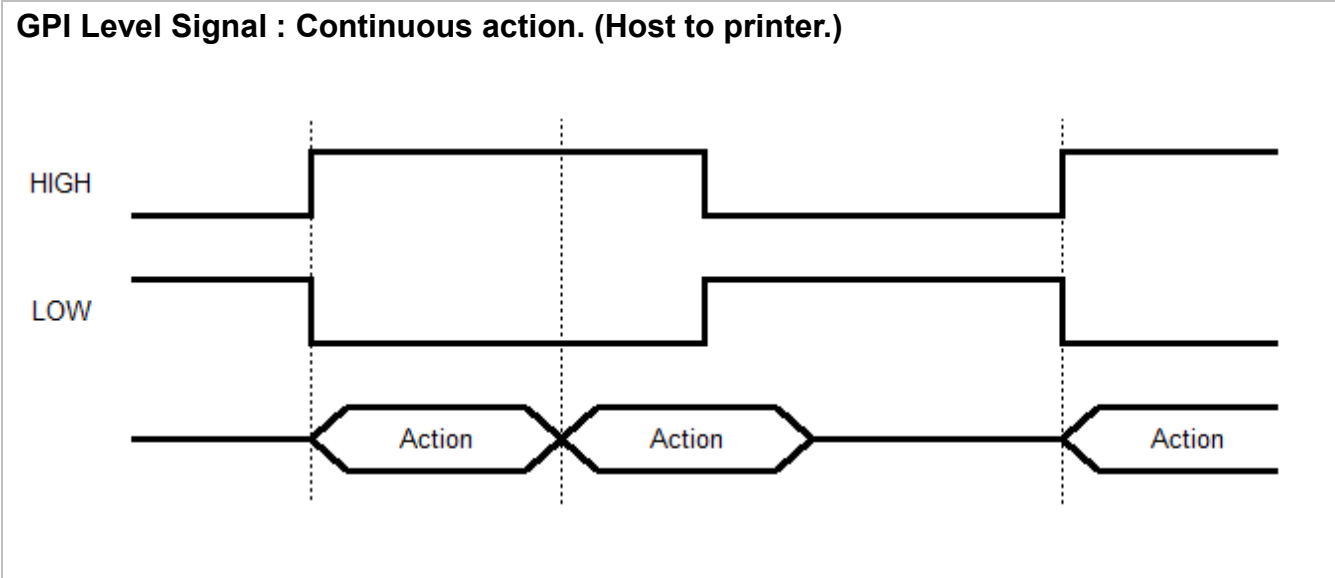 GPI Level Signal : Continuous action. (Host to printer.)
HIGH
LOW
Action Action Action